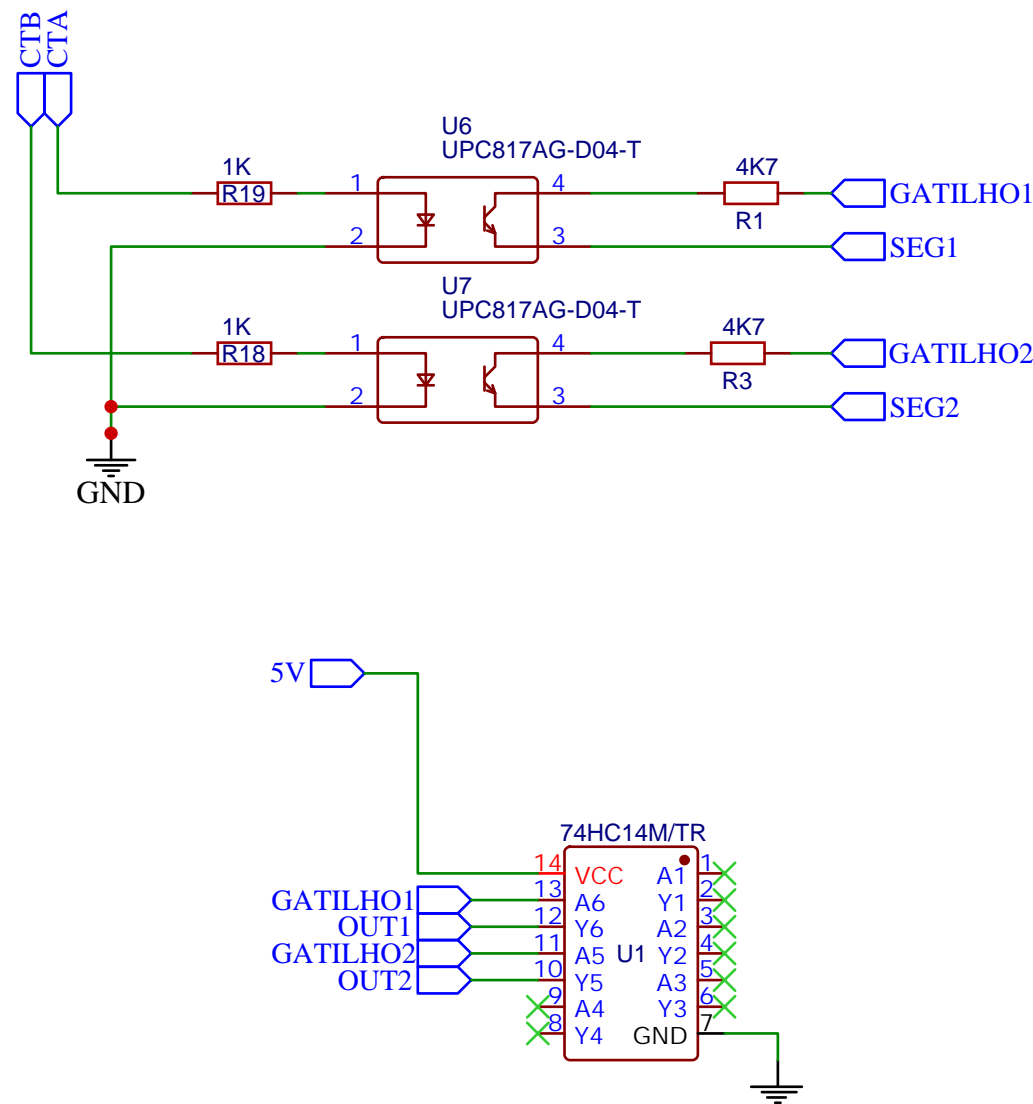 CTB
CTA
U6
UPC817AG-D04-T
1K
R19
1
2
4
3
4K7
R1
GATILHO1
SEG1
U7
UPC817AG-D04-T
1K
R18
1
2
4
3
4K7
R3
GATILHO2
SEG2
GND
5V
74HC14M/TR
14 VCC A1 1
GATILHO1 13 A6 Y1 2
OUT1 12 Y6 A2 3
GATILHO2 11 A5 U1 Y2 4
OUT2 10 Y5 A3 5
9 A4 Y3 6
8 Y4 GND 7